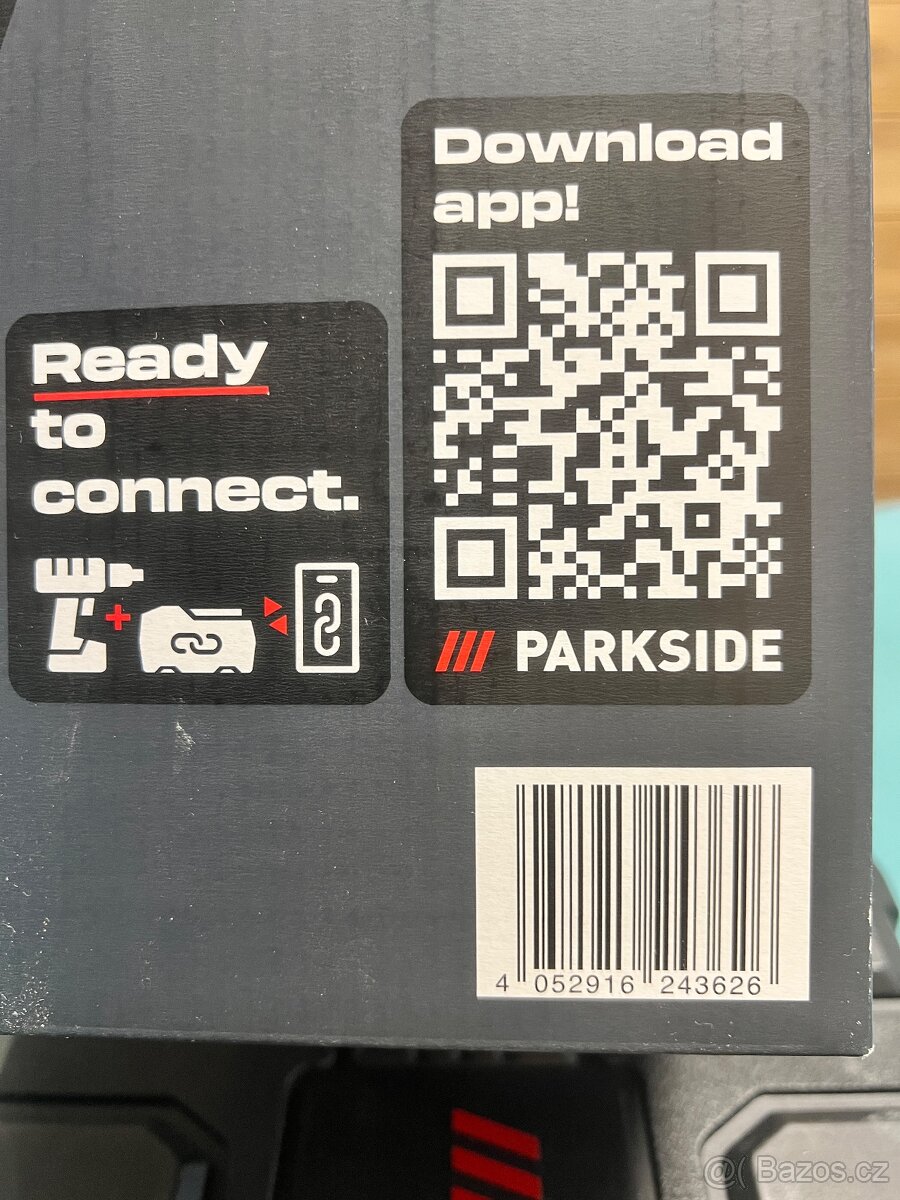 Download
app!
Ready
to
connect.
PARKSIDE
4 052916 243626
@( Bazos.cz